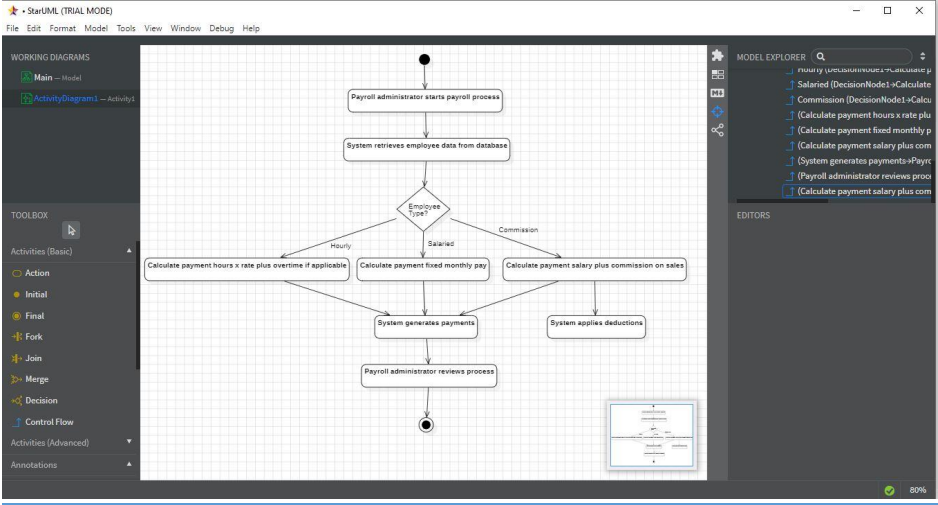 • StarUML (TRIAL MODE)
File Edit Format Model Tools View Window Debug Help
WORKING DIAGRAMS
Main — Model
ActivityDiagram1 — Activity1
TOOLBOX
Activities (Basic)
Action
Initial
Final
Fork
Join
Merge
Decision
Control Flow
Activities (Advanced)
Annotations
Payroll administrator starts payroll process
System retrieves employee data from database
Employee
Type?
Hourly
Salaried
Commission
Calculate payment hours x rate plus overtime if applicable
Calculate payment fixed monthly pay
Calculate payment salary plus commission on sales
System generates payments
System applies deductions
Payroll administrator reviews process
MODEL EXPLORER
Hourly (DecisionNode1→Calculate p
Salaried (DecisionNode1→Calculate
Commission (DecisionNode1→Calcu
(Calculate payment hours x rate plu
(Calculate payment fixed monthly p
(Calculate payment salary plus com
(System generates payments→Payro
(Payroll administrator reviews proce
(Calculate payment salary plus com
EDITORS
80%